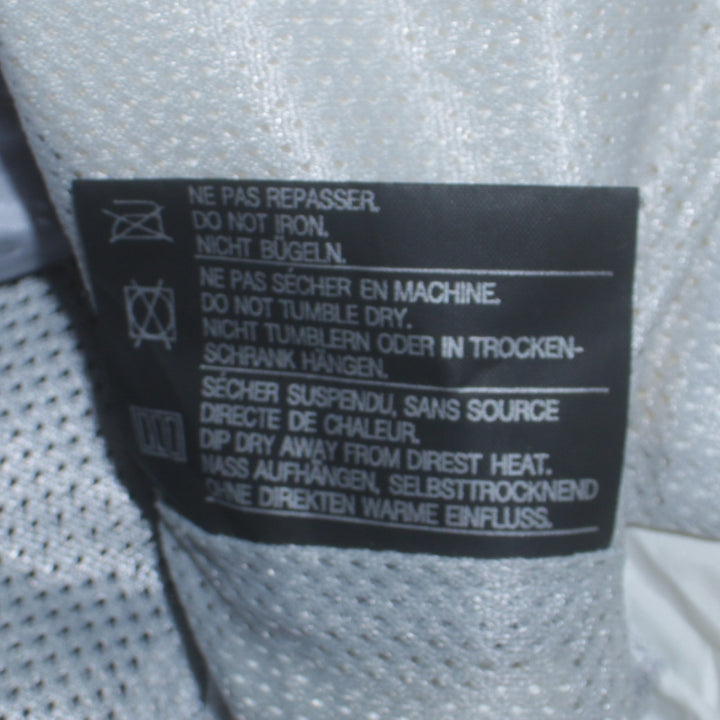 NE PAS REPASSER.
DO NOT IRON.
NICHT BÜGELN.
NE PAS SÉCHER EN MACHINE.
DO NOT TUMBLE DRY.
NICHT TUMBLERN ODER IN TROCKEN-
SCHRANK HÄNGEN.
SÉCHER SUSPENDU, SANS SOURCE
DIRECTE DE CHALEUR.
DIP DRY AWAY FROM DIREST HEAT.
NASS AUFHÄNGEN, SELBSTTROCKNEND
OHNE DIREKTEN WARME EINFLUSS.